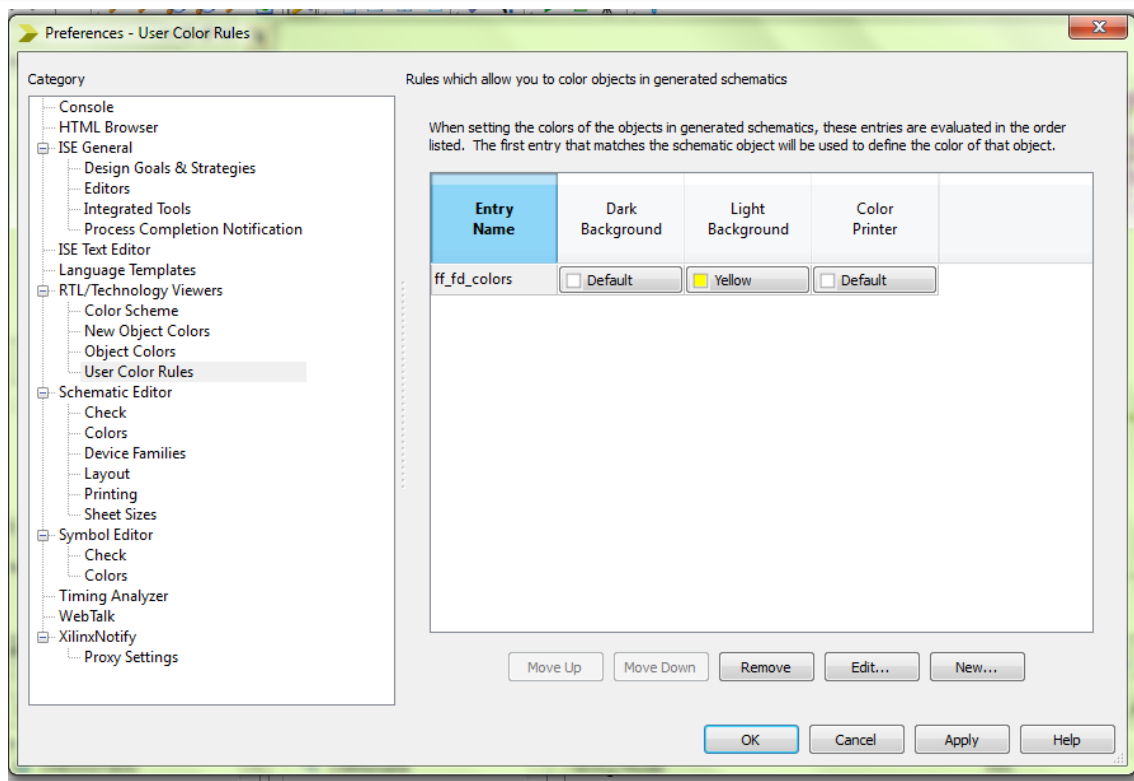 Preferences - User Color Rules
Category
Console
HTML Browser
ISE General
Design Goals & Strategies
Editors
Integrated Tools
Process Completion Notification
ISE Text Editor
Language Templates
RTL/Technology Viewers
Color Scheme
New Object Colors
Object Colors
User Color Rules
Schematic Editor
Check
Colors
Device Families
Layout
Printing
Sheet Sizes
Symbol Editor
Check
Colors
Timing Analyzer
WebTalk
XilinxNotify
Proxy Settings
Rules which allow you to color objects in generated schematics
When setting the colors of the objects in generated schematics, these entries are evaluated in the order
listed. The first entry that matches the schematic object will be used to define the color of that object.
Entry Name
Dark Background
Light Background
Color Printer
ff_fd_colors Default Yellow Default
Move Up Move Down Remove Edit... New...
OK Cancel Apply Help